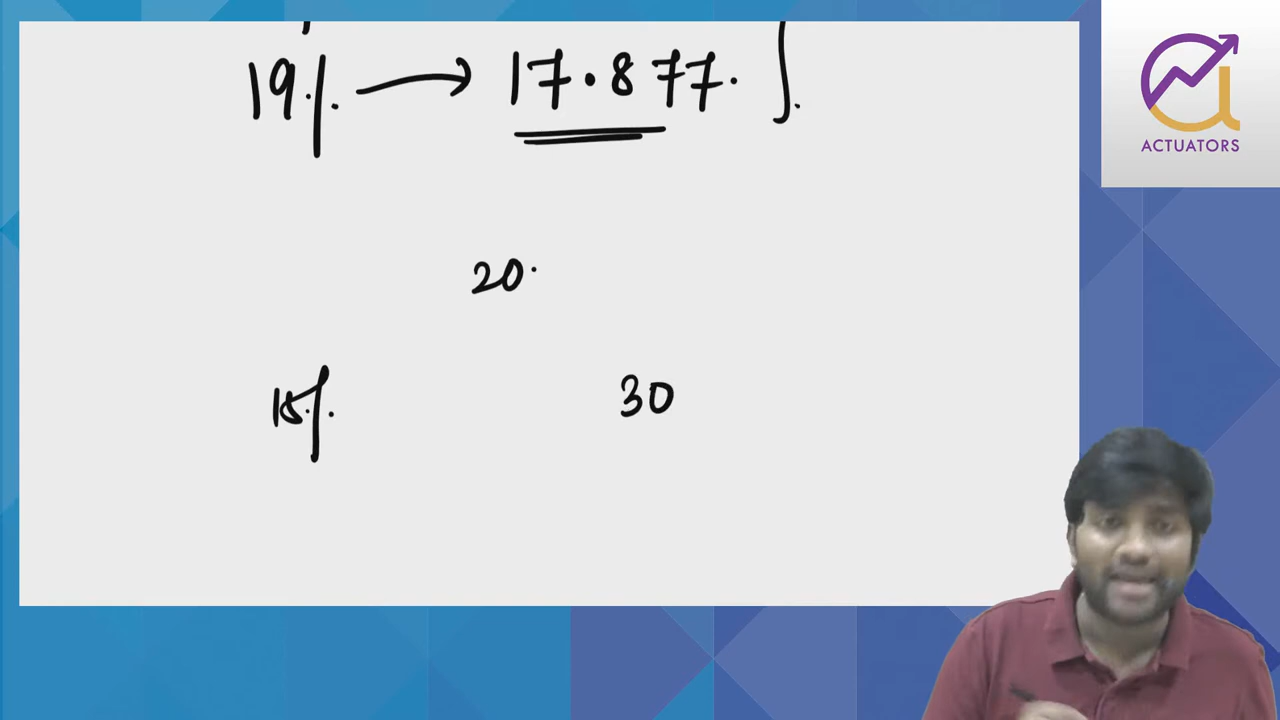 19% → 17.877.
20.
15% 30
ACTUATORS